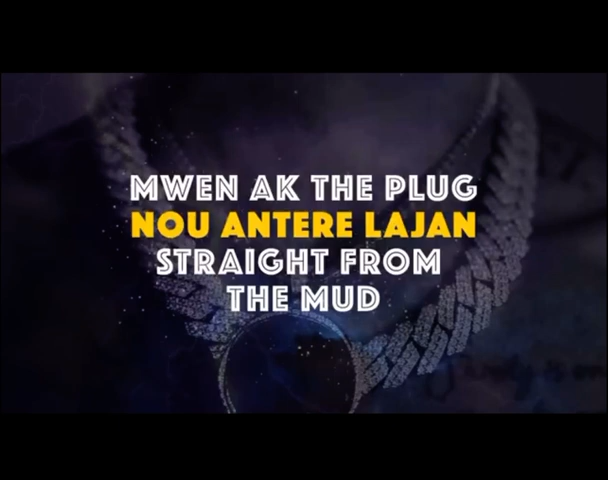 MWEN AK THE PLUG
NOU ANTERE LAJAN
STRAIGHT FROM
THE MUD